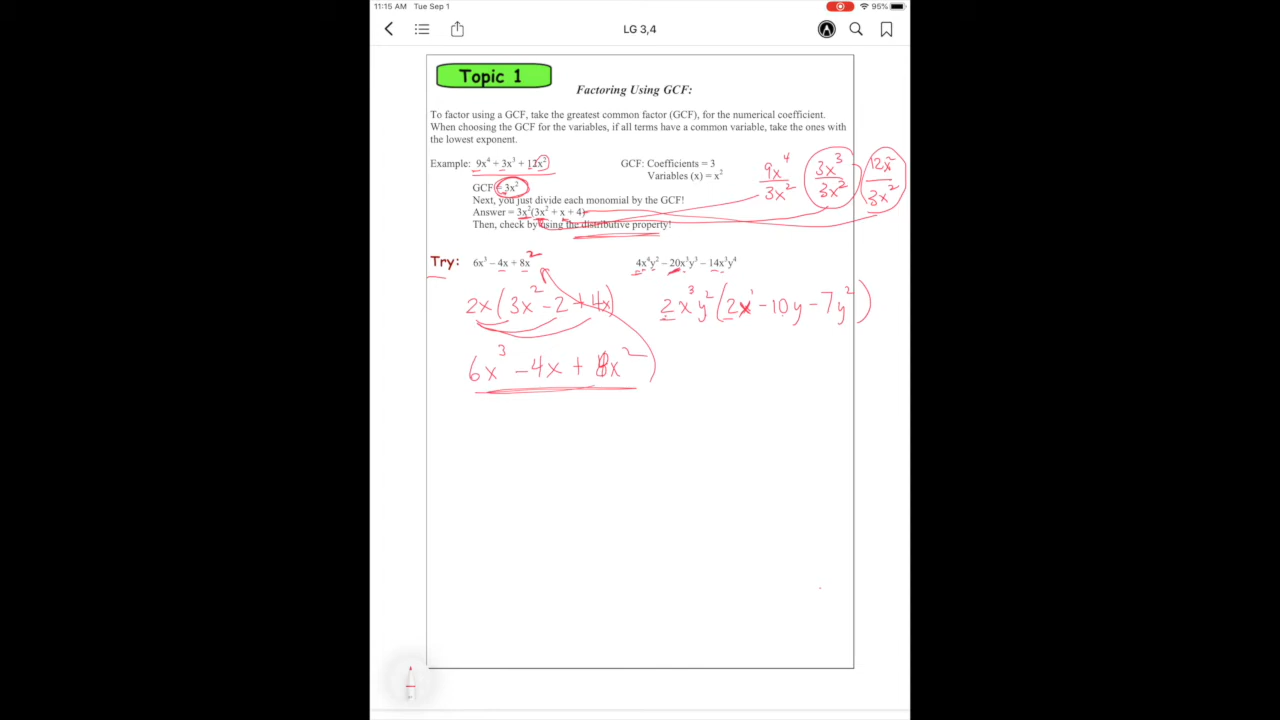 11:15 AM Tue Sep 1
95%
LG 3,4
Topic 1
Factoring Using GCF:
To factor using a GCF, take the greatest common factor (GCF), for the numerical coefficient.
When choosing the GCF for the variables, if all terms have a common variable, take the ones with
the lowest exponent.
Example: 9x⁴ + 3x³ + 12x²
GCF: Coefficients = 3
Variables (x) = x²
9x⁴/3x² 3x³/3x² 12x²/3x²
GCF = 3x²
Next, you just divide each monomial by the GCF!
Answer = 3x²(3x² + x + 4)
Then, check by using the distributive property!
Try: 6x³ – 4x + 8x²
4x⁴y² – 20x³y³ – 14x³y⁴
2x(3x² – 2 + 4x)
2x³y²(2x¹ – 10y – 7y²)
6x³ – 4x + 8x²